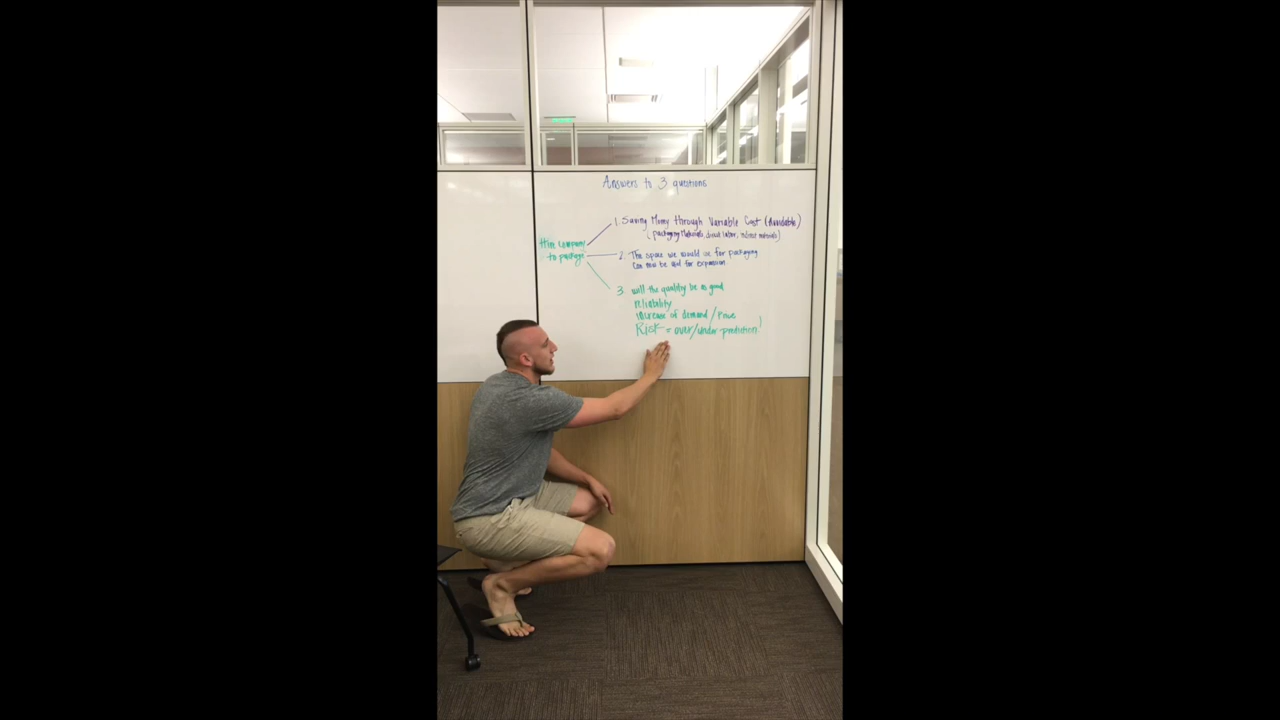 Answers to 3 questions
1. Saving Money through Variable Cost (Avoidable)
(packaging Materials, direct labor, indirect materials)
Hire company
to package
2. The space we would use for packaging
Can now be used for expansion
3. will the quality be as good
reliability
increase of demand / Price
Risk = over/under-prediction